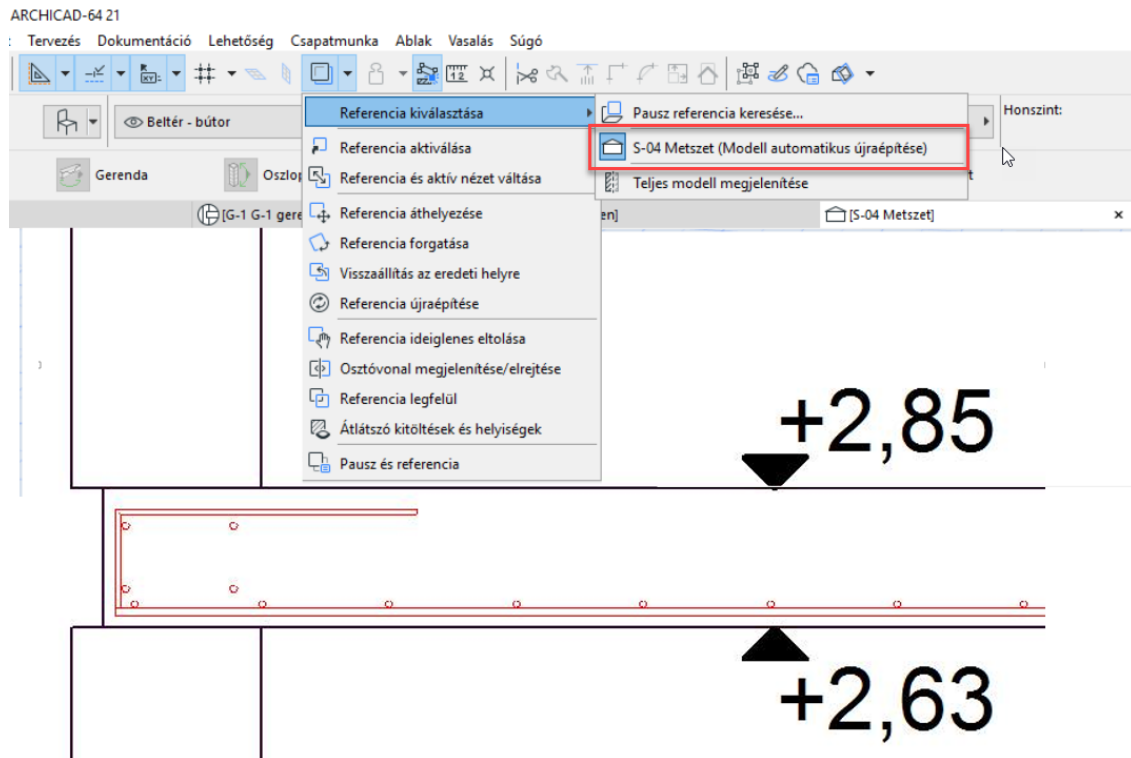 ARCHICAD-64 21
: Tervezés Dokumentáció Lehetőség Csapatmunka Ablak Vasalás Súgó
Beltér - bútor
Honszint:
Gerenda
Oszlop
Referencia kiválasztása
Referencia aktiválása
Referencia és aktív nézet váltása
Referencia áthelyezése
Referencia forgatása
Visszaállítás az eredeti helyre
Referencia újraépítése
Referencia ideiglenes eltolása
Osztóvonal megjelenítése/elrejtése
Referencia legfelül
Átlátszó kitöltések és helyiségek
Pausz és referencia
Pausz referencia keresése...
S-04 Metszet (Modell automatikus újraépítése)
Teljes modell megjelenítése
[G-1 G-1 gere
en]
[S-04 Metszet]
+2,85
+2,63